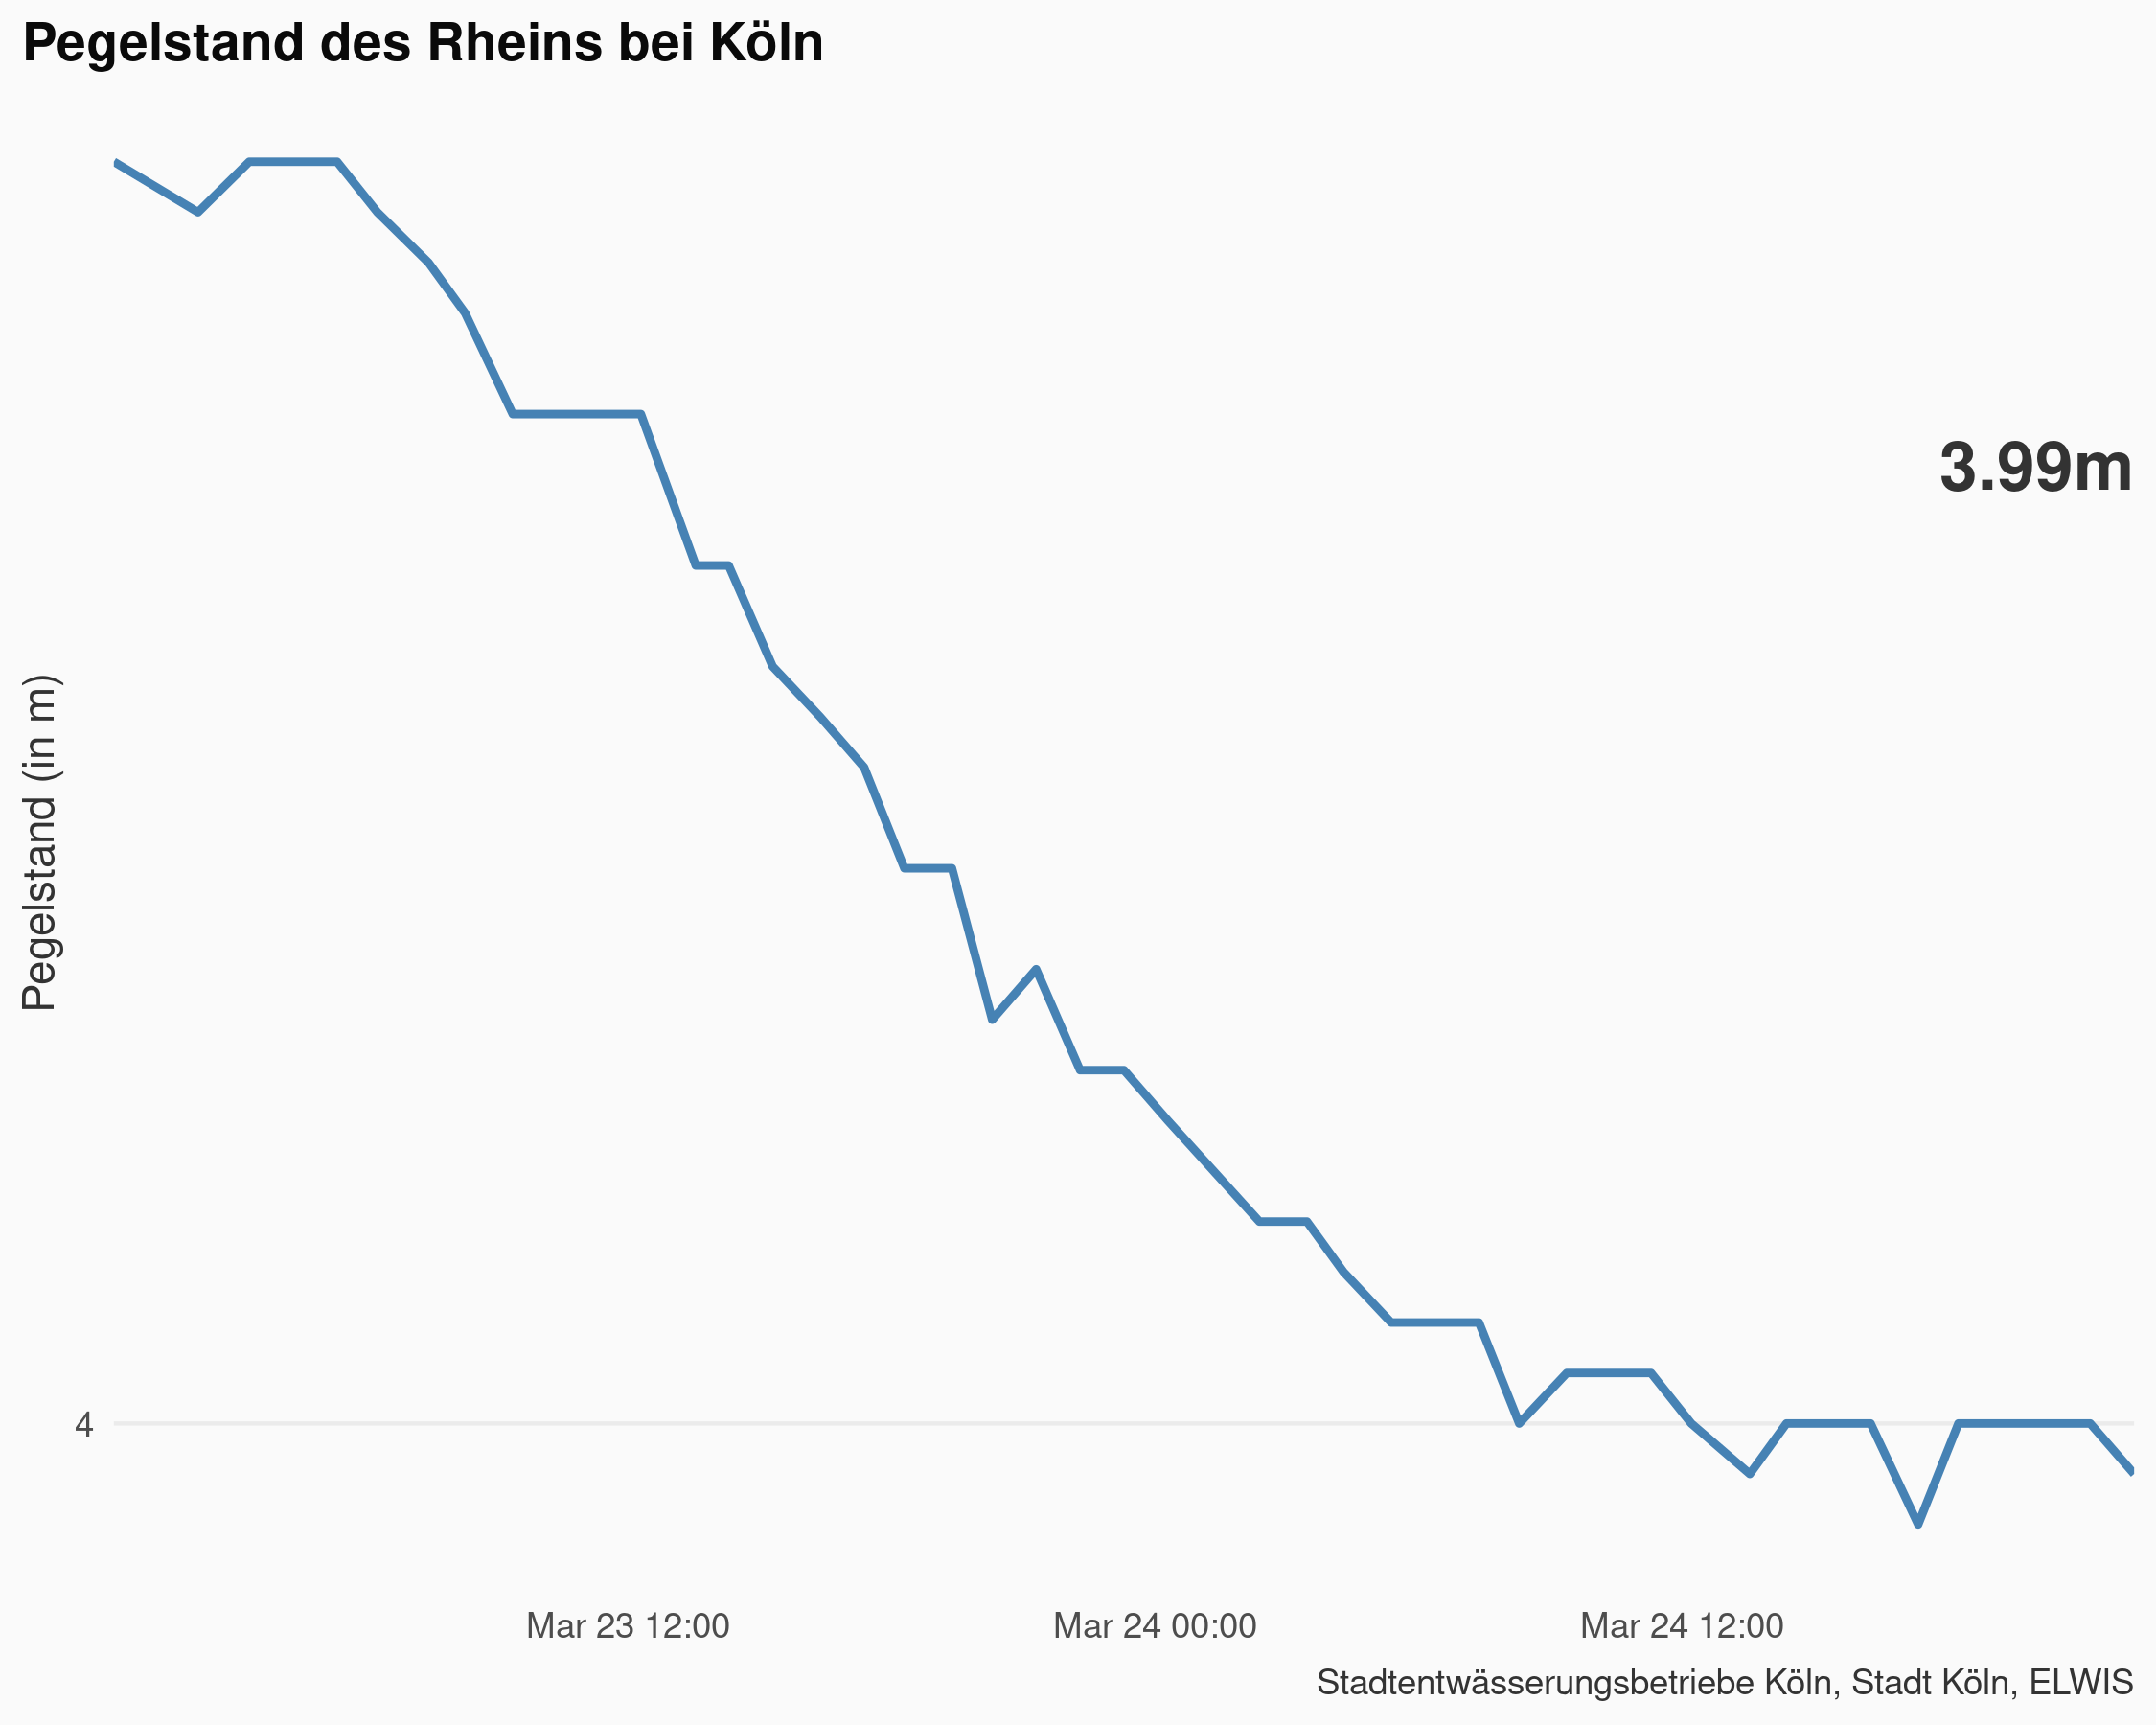 Pegelstand des Rheins bei Köln
3.99m
Pegelstand (in m)
4
Mar 23 12:00
Mar 24 00:00
Mar 24 12:00
Stadtentwässerungsbetriebe Köln, Stadt Köln, ELWIS